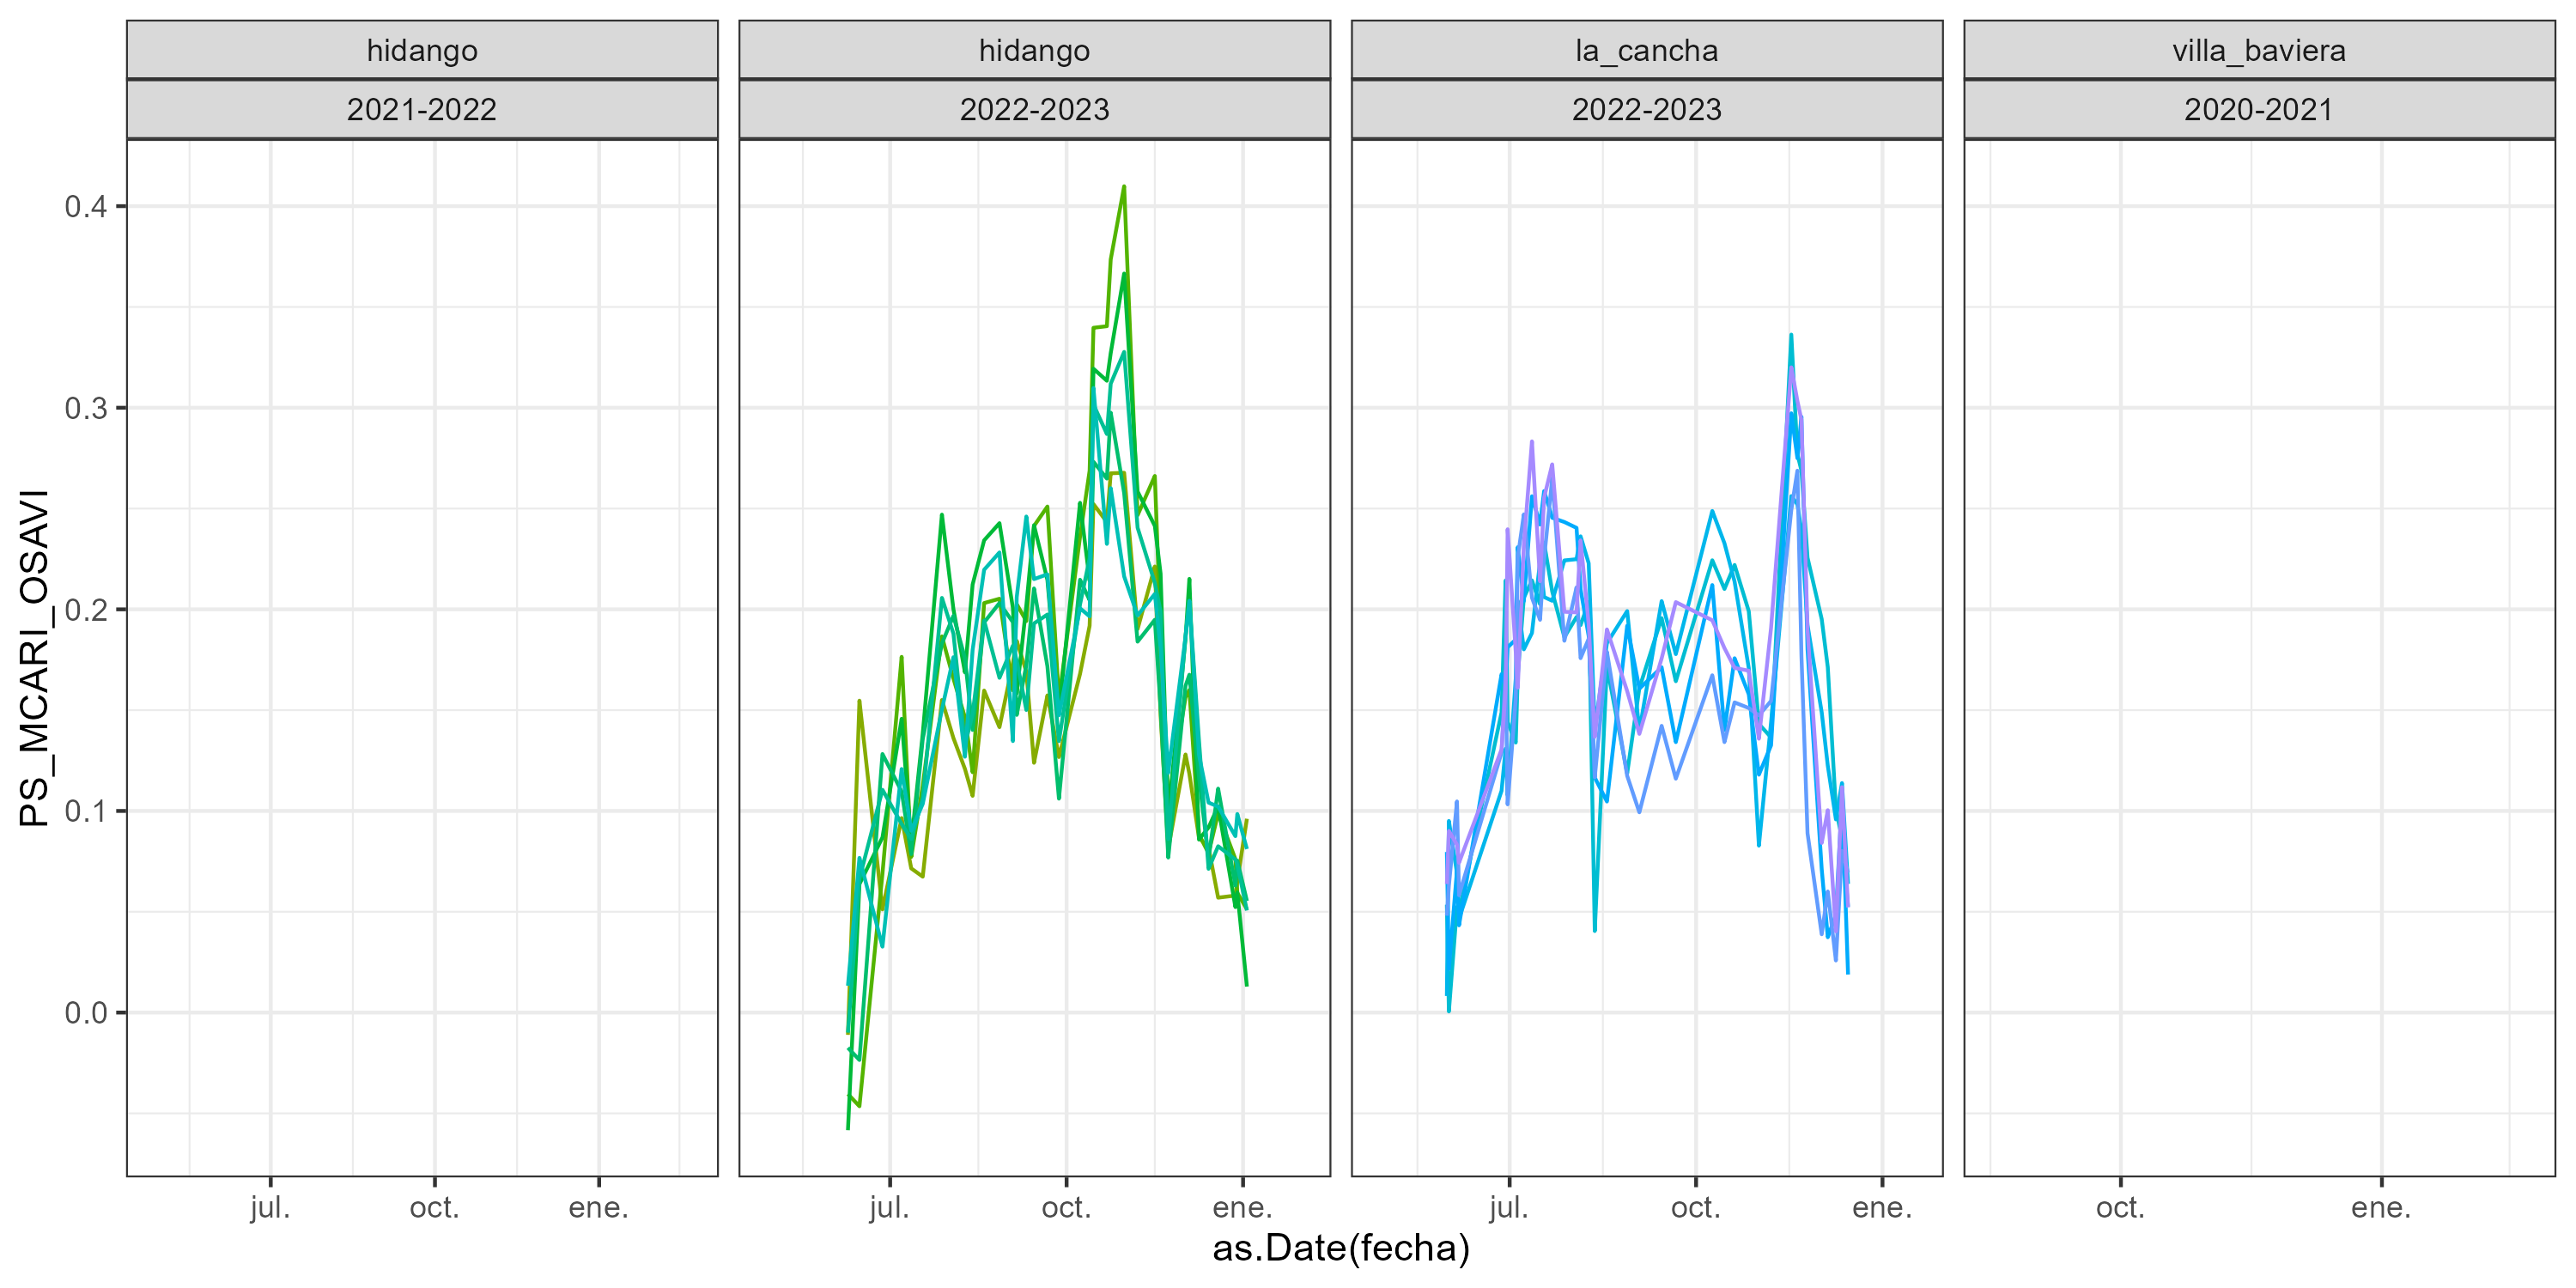 hidango
hidango
la_cancha
villa_baviera
2021-2022
2022-2023
2022-2023
2020-2021
PS_MCARI_OSAVI
0.4
0.3
0.2
0.1
0.0
jul.
oct.
ene.
jul.
oct.
ene.
jul.
oct.
ene.
oct.
ene.
as.Date(fecha)